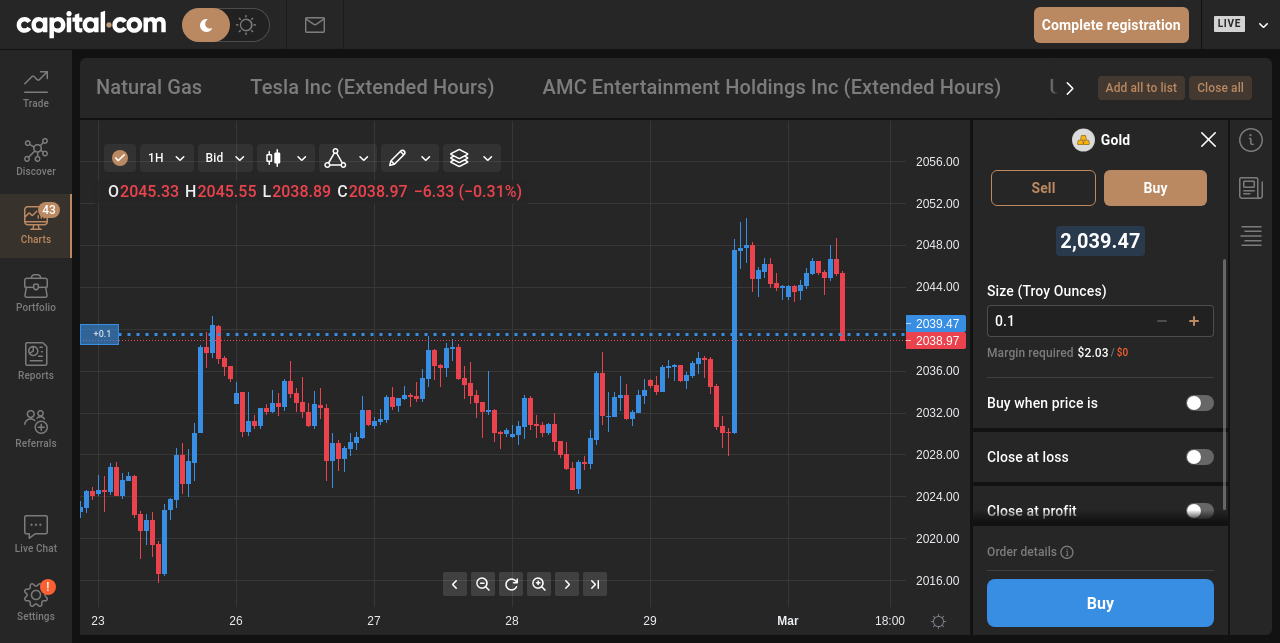 capital.com
Complete registration
LIVE
Trade
Discover
43
Charts
Portfolio
Reports
Referrals
Live Chat
!
Settings
Natural Gas
Tesla Inc (Extended Hours)
AMC Entertainment Holdings Inc (Extended Hours)
Add all to list
Close all
1H
Bid
O2045.33 H2045.55 L2038.89 C2038.97 −6.33 (−0.31%)
+0.1
2056.00
2052.00
2048.00
2044.00
2039.47
2038.97
2036.00
2032.00
2028.00
2024.00
2020.00
2016.00
23
26
27
28
29
Mar
18:00
Gold
Sell
Buy
2,039.47
Size (Troy Ounces)
0.1
Margin required $2.03 / $0
Buy when price is
Close at loss
Close at profit
Order details
Buy